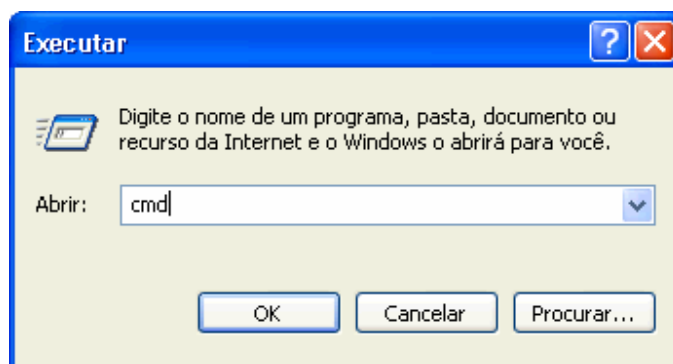 Executar
Digite o nome de um programa, pasta, documento ou
recurso da Internet e o Windows o abrirá para você.
Abrir: cmd
OK Cancelar Procurar...